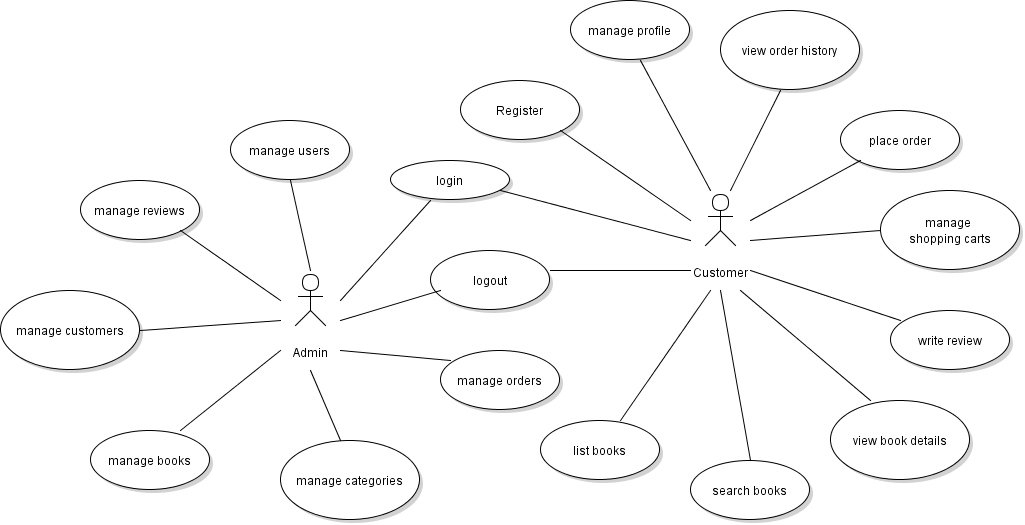 manage profile
view order history
Register
place order
manage users
login
manage reviews
manage
shopping carts
Customer
logout
manage customers
write review
Admin
manage orders
view book details
list books
manage books
manage categories
search books